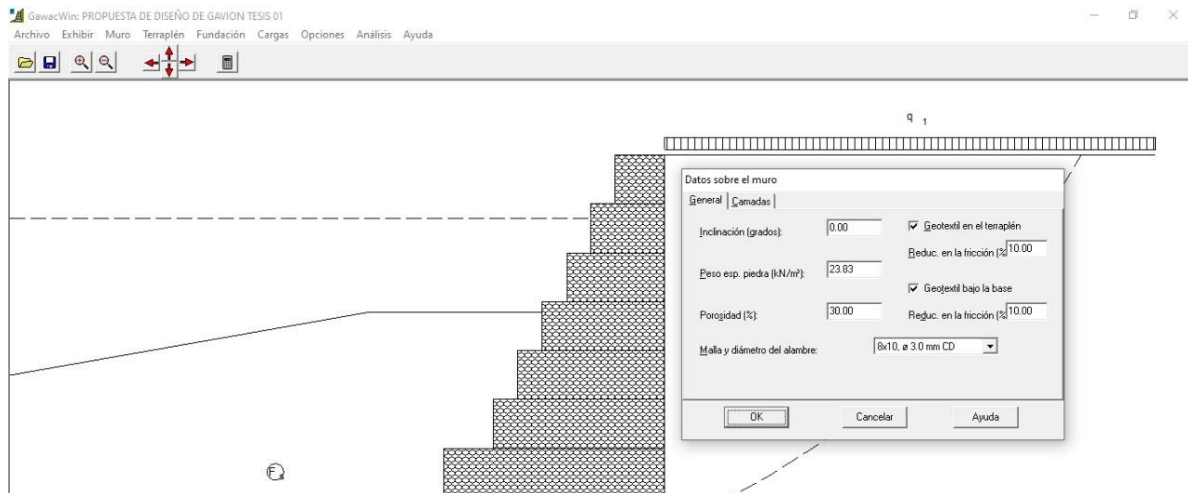 GawacWin: PROPUESTA DE DISEÑO DE GAVION TESIS 01
Archivo Exhibir Muro Terraplén Fundación Cargas Opciones Análisis Ayuda
q 1
Datos sobre el muro
General Camadas
Inclinación (grados): 0.00 Geotextil en el terraplén
Reduc. en la fricción (% 10.00
Peso esp. piedra (kN/m³): 23.83
Geotextil bajo la base
Porosidad (%): 30.00 Reduc. en la fricción (% 10.00
Malla y diámetro del alambre: 8x10, ø 3.0 mm CD
OK Cancelar Ayuda
F